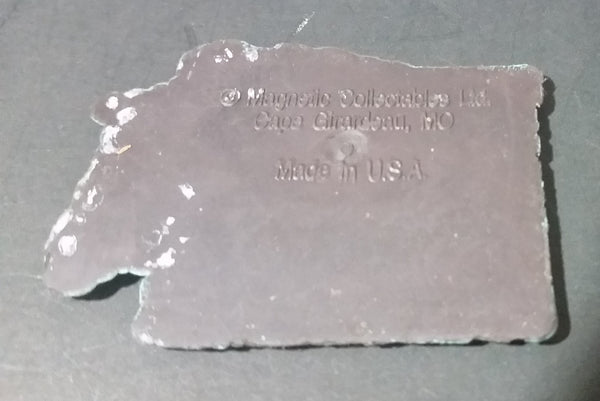 © Magnetic Collectables Ltd.
Cape Girardeau, MO
Made in U.S.A.